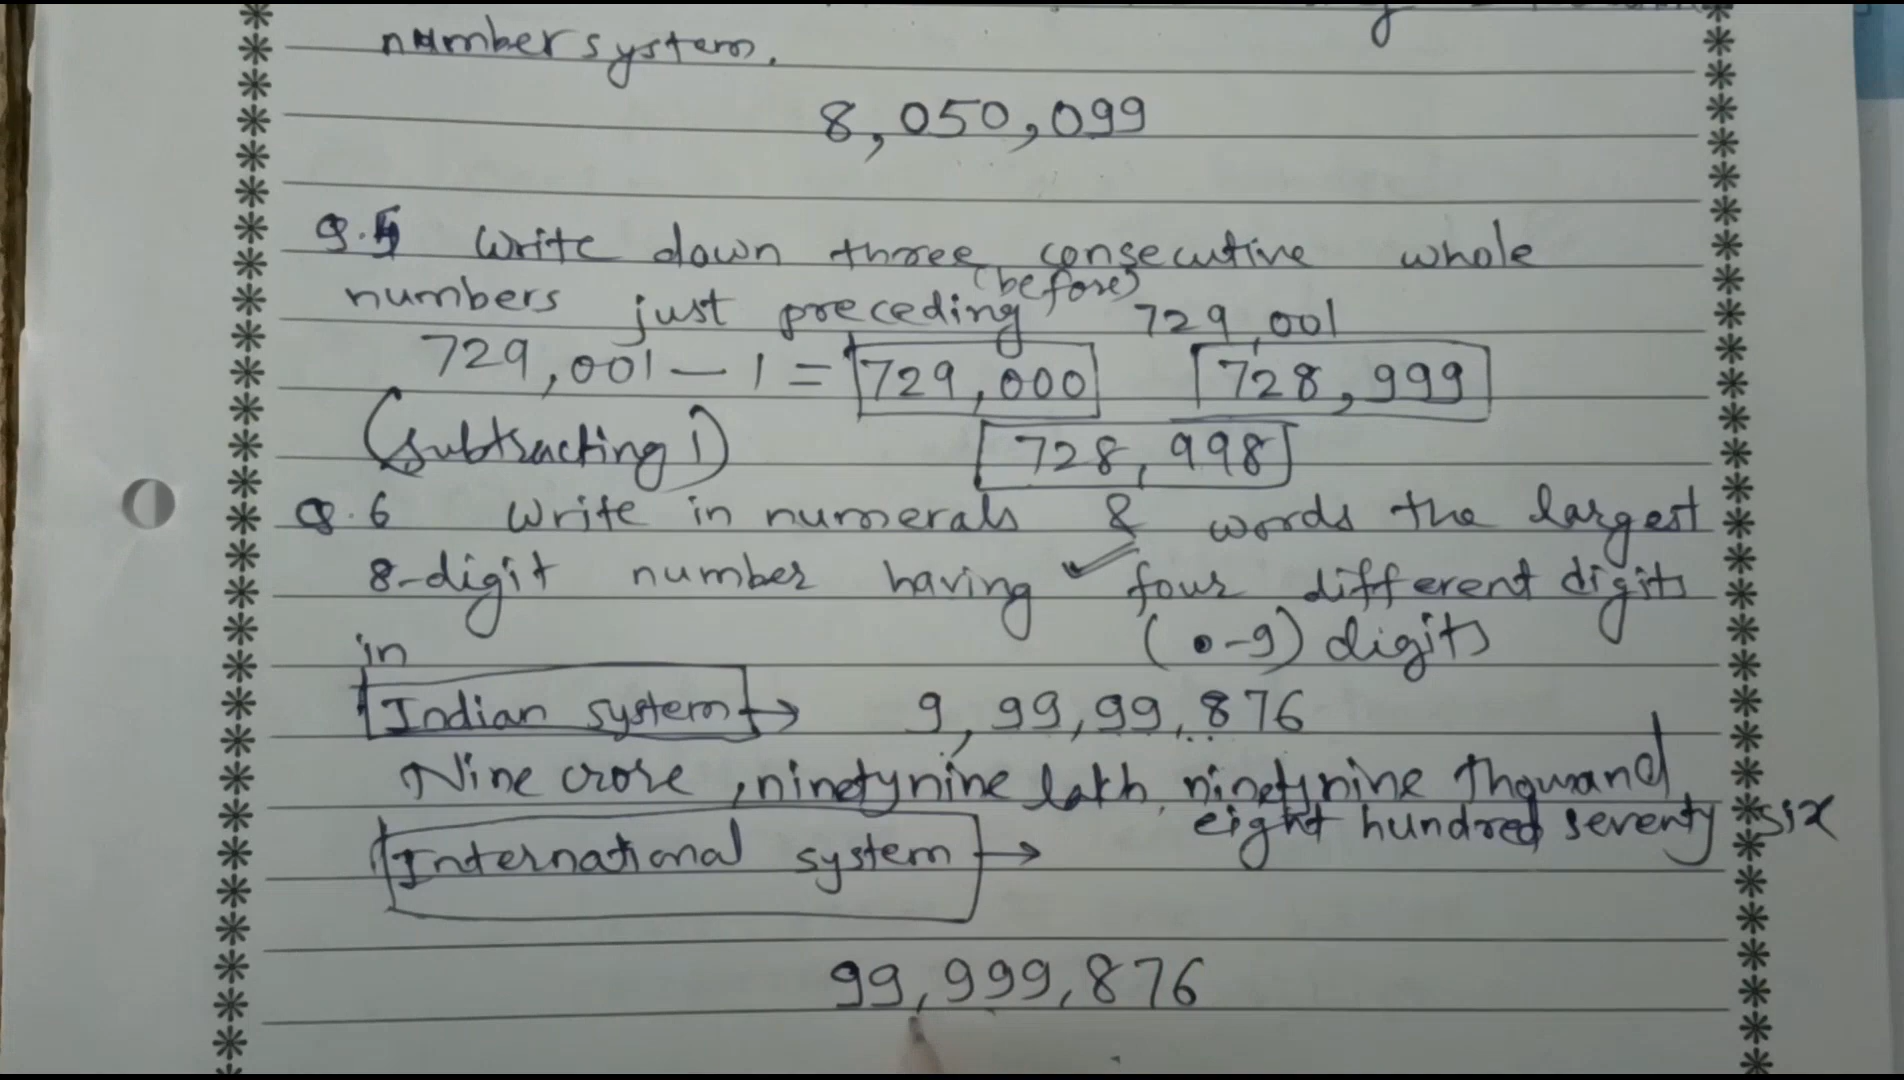 number system.
8,050,099
Q.5 Write down three consecutive whole
numbers just preceding (before) 729,001
729,001 - 1 = 729,000 728,999
(subtracting 1) 728,998
Q.6 Write in numerals & words the largest
8-digit number having four different digits
in (0-9) digits
Indian system → 9,99,99,876
Nine crore, ninetynine lakh, ninetynine thousand
eight hundred seventy six
International system →
99,999,876